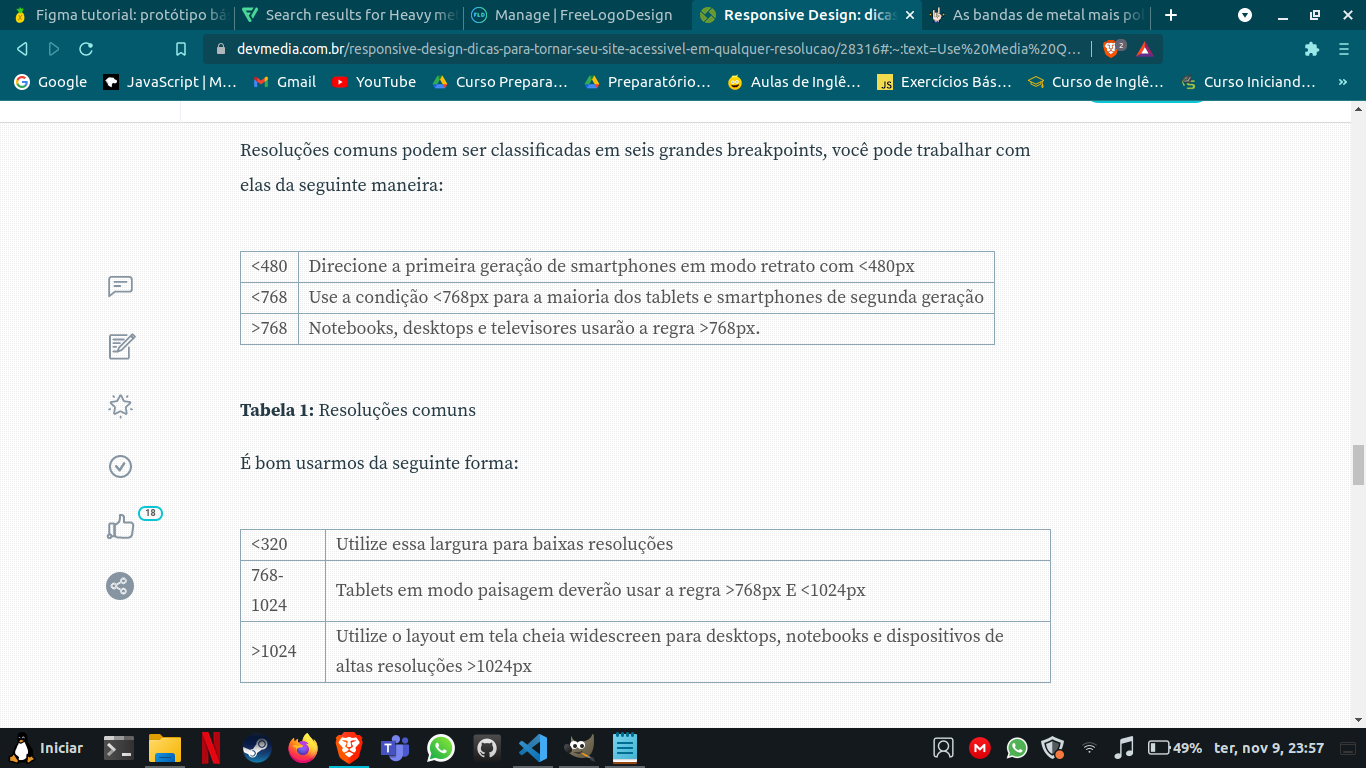 Figma tutorial: protótipo bá
Search results for Heavy me
Manage | FreeLogoDesign
Responsive Design: dicas
As bandas de metal mais pol
devmedia.com.br/responsive-design-dicas-para-tornar-seu-site-acessivel-em-qualquer-resolucao/28316#:~:text=Use%20Media%20Q...
2
Google
JavaScript | M...
Gmail
YouTube
Curso Prepara...
Preparatório...
Aulas de Inglê...
JS Exercícios Bás...
Curso de Inglê...
Curso Iniciand...
»
Resoluções comuns podem ser classificadas em seis grandes breakpoints, você pode trabalhar com
elas da seguinte maneira:
<480 Direcione a primeira geração de smartphones em modo retrato com <480px
<768 Use a condição <768px para a maioria dos tablets e smartphones de segunda geração
>768 Notebooks, desktops e televisores usarão a regra >768px.
Tabela 1: Resoluções comuns
É bom usarmos da seguinte forma:
18
<320 Utilize essa largura para baixas resoluções
768-
1024
Tablets em modo paisagem deverão usar a regra >768px E <1024px
>1024
Utilize o layout em tela cheia widescreen para desktops, notebooks e dispositivos de
altas resoluções >1024px
Iniciar
49%
ter, nov 9, 23:57